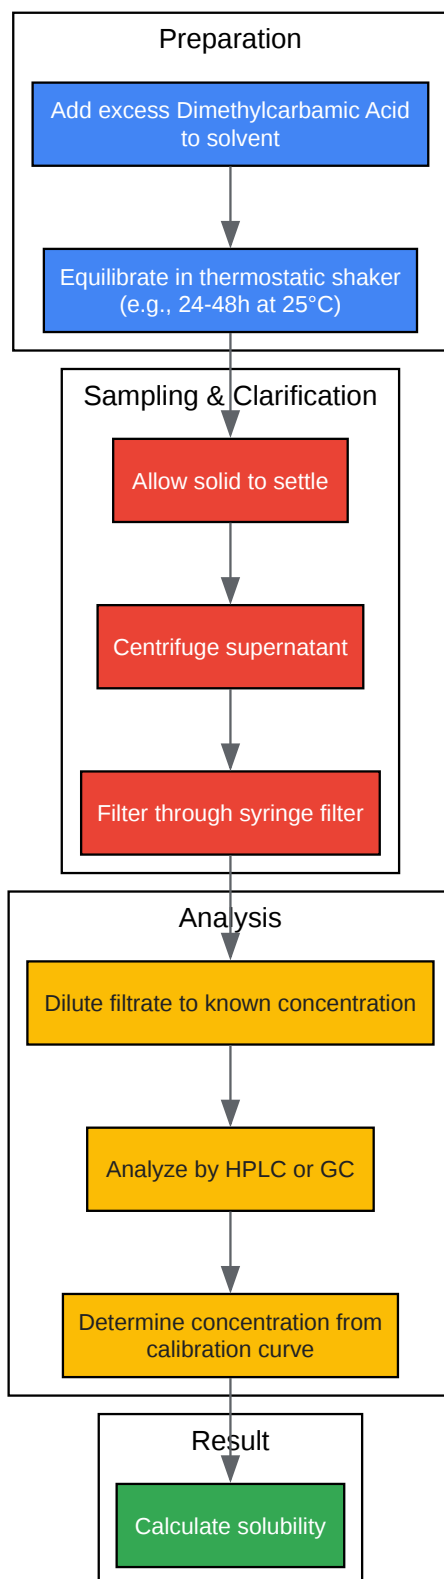 Preparation
Add excess Dimethylcarbamic Acid
to solvent
Equilibrate in thermostatic shaker
(e.g., 24-48h at 25°C)
Sampling & Clarification
Allow solid to settle
Centrifuge supernatant
Filter through syringe filter
Analysis
Dilute filtrate to known concentration
Analyze by HPLC or GC
Determine concentration from
calibration curve
Result
Calculate solubility